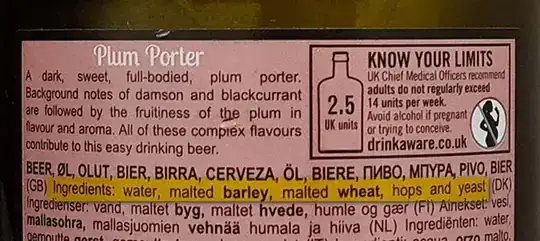 Plum Porter
A dark, sweet, full-bodied, plum porter.
Background notes of damson and blackcurrant
are followed by the fruitiness of the plum in
flavour and aroma. All of these complex flavours
contribute to this easy drinking beer.
2.5
UK units
KNOW YOUR LIMITS
UK Chief Medical Officers recommend
adults do not regularly exceed
14 units per week.
Avoid alcohol if pregnant
or trying to conceive.
drinkaware.co.uk
BEER, ØL, OLUT, BIER, BIRRA, CERVEZA, ÖL, BIERE, ПИВО, ΜΠΥΡΑ, PIVO, BIER
(GB) Ingredients: water, malted barley, malted wheat, hops and yeast (DK)
Ingredienser: vand, maltet byg, maltet hvede, humle og gær (FI) Ainekset: vesi,
mallasohra, mallasjuomien vehnää humala ja hiiva (NL) Ingrediënten: water,
gemoutte gerst,